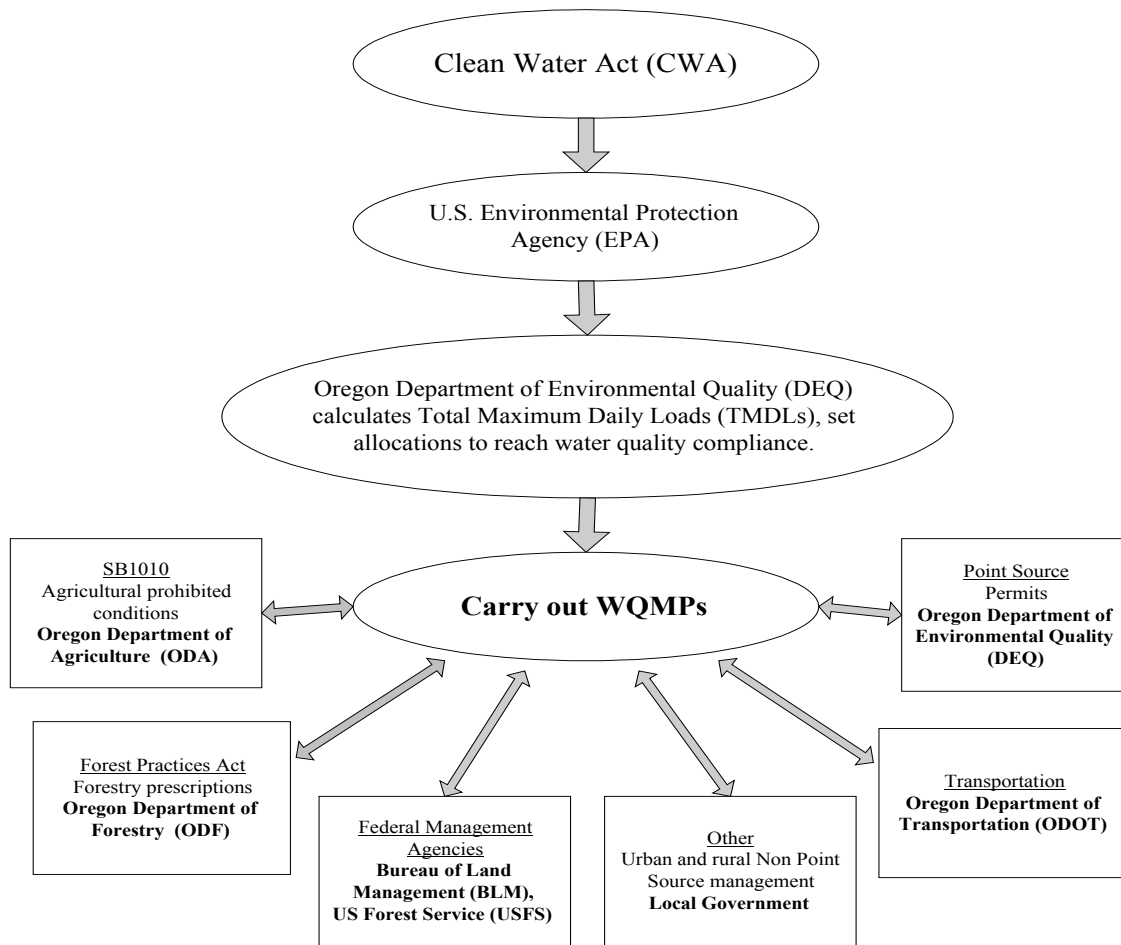 Clean Water Act (CWA)
U.S. Environmental Protection
Agency (EPA)
Oregon Department of Environmental Quality (DEQ)
calculates Total Maximum Daily Loads (TMDLs), set
allocations to reach water quality compliance.
Carry out WQMPs
SB1010
Agricultural prohibited
conditions
Oregon Department of
Agriculture (ODA)
Point Source
Permits
Oregon Department of
Environmental Quality
(DEQ)
Forest Practices Act
Forestry prescriptions
Oregon Department of
Forestry (ODF)
Federal Management
Agencies
Bureau of Land
Management (BLM),
US Forest Service (USFS)
Other
Urban and rural Non Point
Source management
Local Government
Transportation
Oregon Department of
Transportation (ODOT)